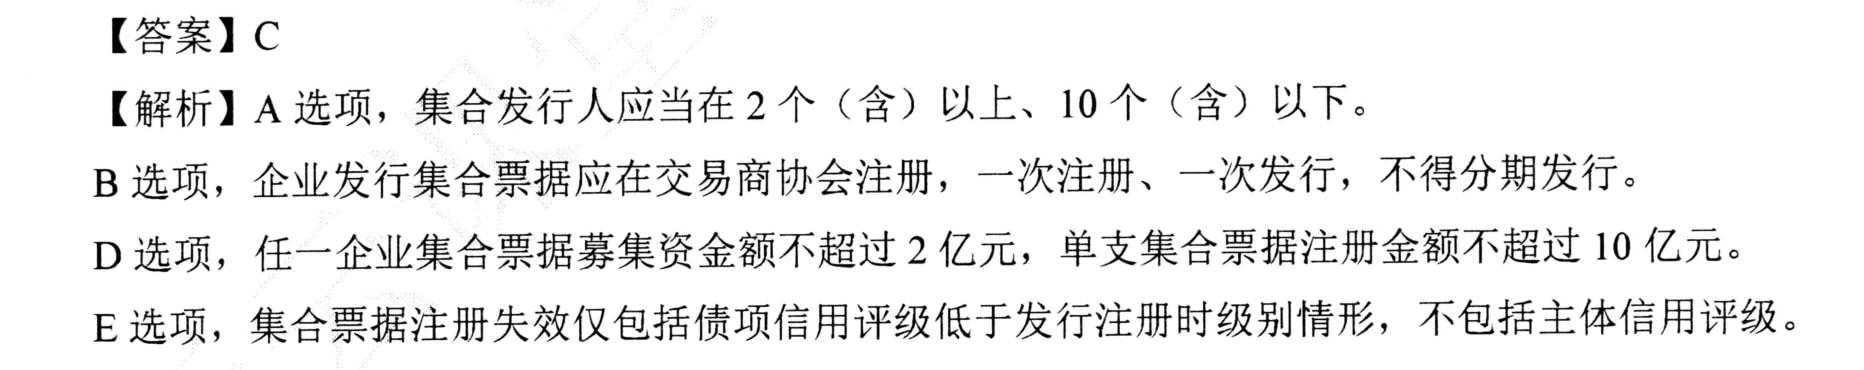 【答案】C
【解析】A 选项，集合发行人应当在 2 个（含）以上、10 个（含）以下。
B 选项，企业发行集合票据应在交易商协会注册，一次注册、一次发行，不得分期发行。
D 选项，任一企业集合票据募集资金额不超过 2 亿元，单支集合票据注册金额不超过 10 亿元。
E 选项，集合票据注册失效仅包括债项信用评级低于发行注册时级别情形，不包括主体信用评级。